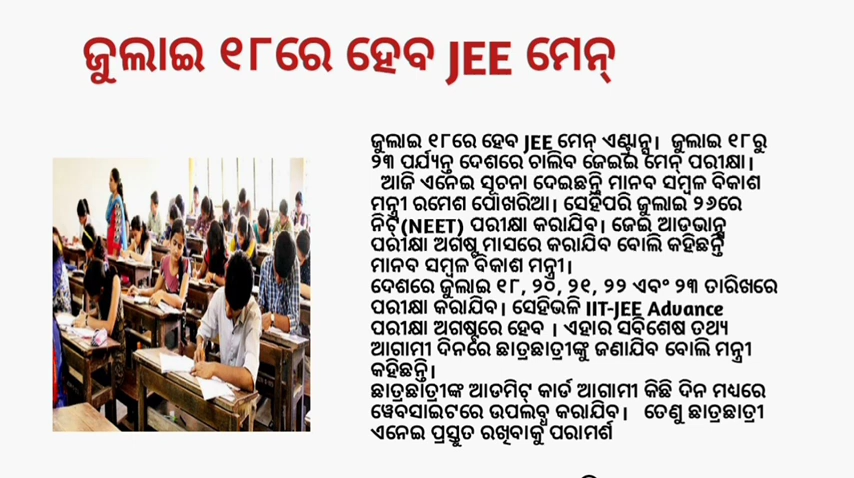 ଜୁଲାଇ ୧୮ରେ ହେବ JEE ମେନ୍
ଜୁଲାଇ ୧୮ରେ ହେବ JEE ମେନ୍ ଏଣ୍ଟ୍ରାନ୍ସ। ଜୁଲାଇ ୧୮ରୁ
୨୩ ପର୍ଯ୍ୟନ୍ତ ଦେଶରେ ଚାଲିବ ଜେଇଇ ମେନ୍ ପରୀକ୍ଷା।
ଆଜି ଏନେଇ ସୂଚନା ଦେଇଛନ୍ତି ମାନବ ସମ୍ବଳ ବିକାଶ
ମନ୍ତ୍ରୀ ରମେଶ ପୋଖରିଆ। ସେହିପରି ଜୁଲାଇ ୨୬ରେ
ନିଟ୍(NEET) ପରୀକ୍ଷା କରାଯିବ। ଜେଇ ଆଡଭାନ୍ସ
ପରୀକ୍ଷା ଅଗଷ୍ଟ ମାସରେ କରାଯିବ ବୋଲି କହିଛନ୍ତି
ମାନବ ସମ୍ବଳ ବିକାଶ ମନ୍ତ୍ରୀ।
ଦେଶରେ ଜୁଲାଇ ୧୮, ୨୦, ୨୧, ୨୨ ଏବଂ ୨୩ ତାରିଖରେ
ପରୀକ୍ଷା କରାଯିବ। ସେହିଭଳି IIT-JEE Advance
ପରୀକ୍ଷା ଅଗଷ୍ଟରେ ହେବ । ଏହାର ସବିଶେଷ ତଥ୍ୟ
ଆଗାମୀ ଦିନରେ ଛାତ୍ରଛାତ୍ରୀଙ୍କୁ ଜଣାଯିବ ବୋଲି ମନ୍ତ୍ରୀ
କହିଛନ୍ତି।
ଛାତ୍ରଛାତ୍ରୀଙ୍କ ଆଡମିଟ୍ କାର୍ଡ ଆଗାମୀ କିଛି ଦିନ ମଧ୍ୟରେ
ୱେବସାଇଟରେ ଉପଲବ୍ଧ କରାଯିବ। ତେଣୁ ଛାତ୍ରଛାତ୍ରୀ
ଏନେଇ ପ୍ରସ୍ତୁତ ରଖିବାକୁ ପରାମର୍ଶ